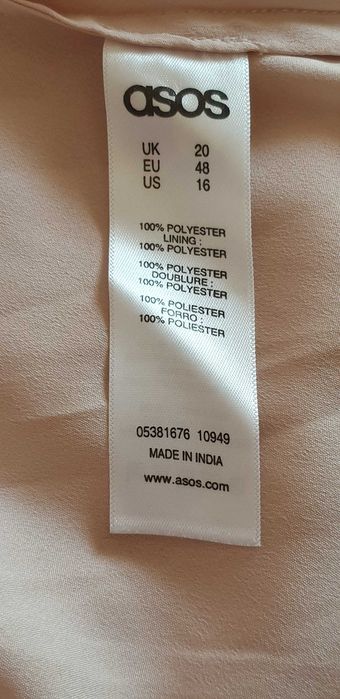 asos
UK 20
EU 48
US 16
100% POLYESTER
LINING :
100% POLYESTER
100% POLYESTER
DOUBLURE :
100% POLYESTER
100% POLIESTER
FORRO :
100% POLIESTER
05381676 10949
MADE IN INDIA
www.asos.com